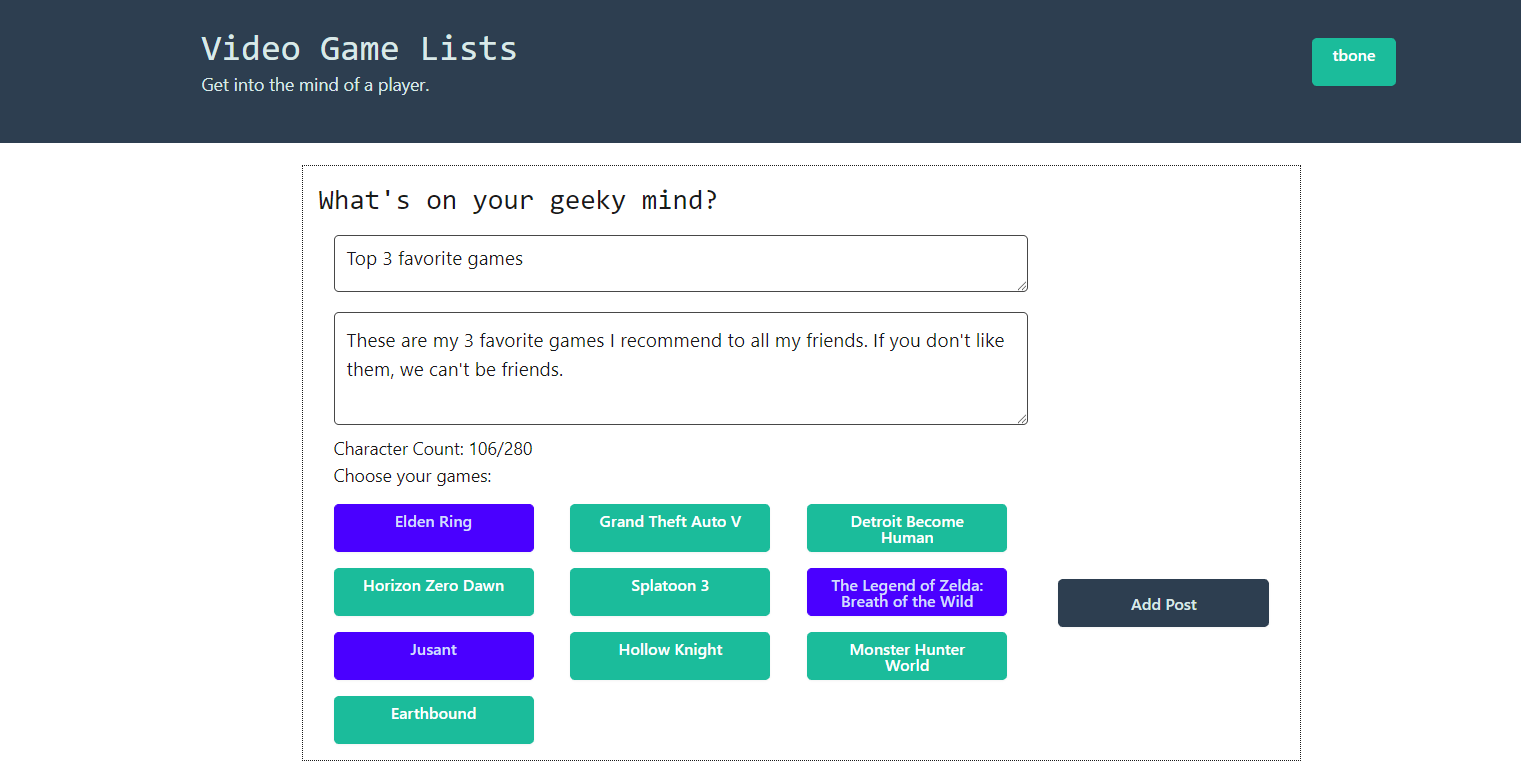 Video Game Lists
Get into the mind of a player.
tbone
What's on your geeky mind?
Top 3 favorite games
These are my 3 favorite games I recommend to all my friends. If you don't like
them, we can't be friends.
Character Count: 106/280
Choose your games:
Elden Ring
Grand Theft Auto V
Detroit Become
Human
Horizon Zero Dawn
Splatoon 3
The Legend of Zelda:
Breath of the Wild
Add Post
Jusant
Hollow Knight
Monster Hunter
World
Earthbound